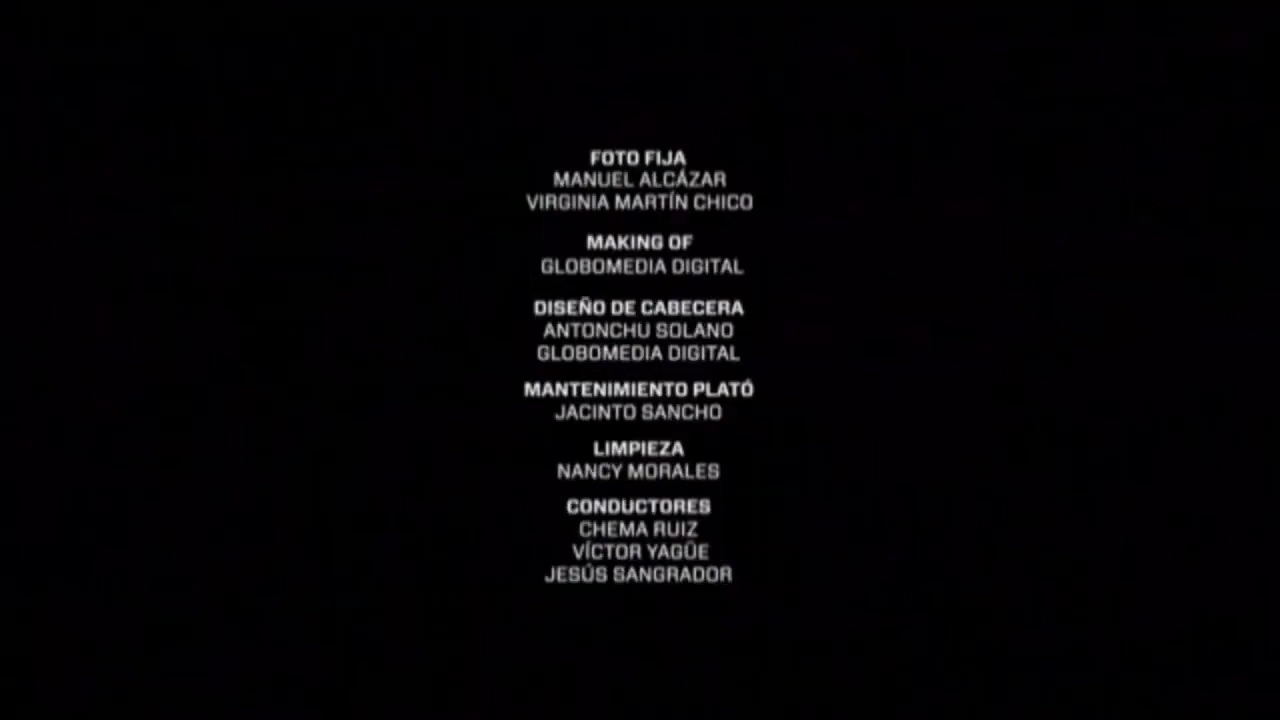 FOTO FIJA
MANUEL ALCÁZAR
VIRGINIA MARTÍN CHICO
MAKING OF
GLOBOMEDIA DIGITAL
DISEÑO DE CABECERA
ANTONCHU SOLANO
GLOBOMEDIA DIGITAL
MANTENIMIENTO PLATÓ
JACINTO SANCHO
LIMPIEZA
NANCY MORALES
CONDUCTORES
CHEMA RUIZ
VÍCTOR YAGÜE
JESÚS SANGRADOR